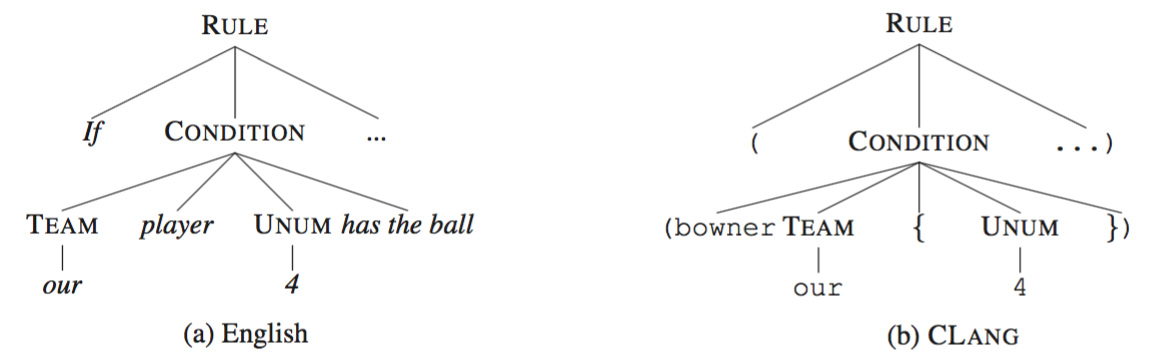 RULE
If CONDITION ...
TEAM player UNUM has the ball
our 4
(a) English
RULE
( CONDITION ...)
(bowner TEAM { UNUM })
our 4
(b) CLANG